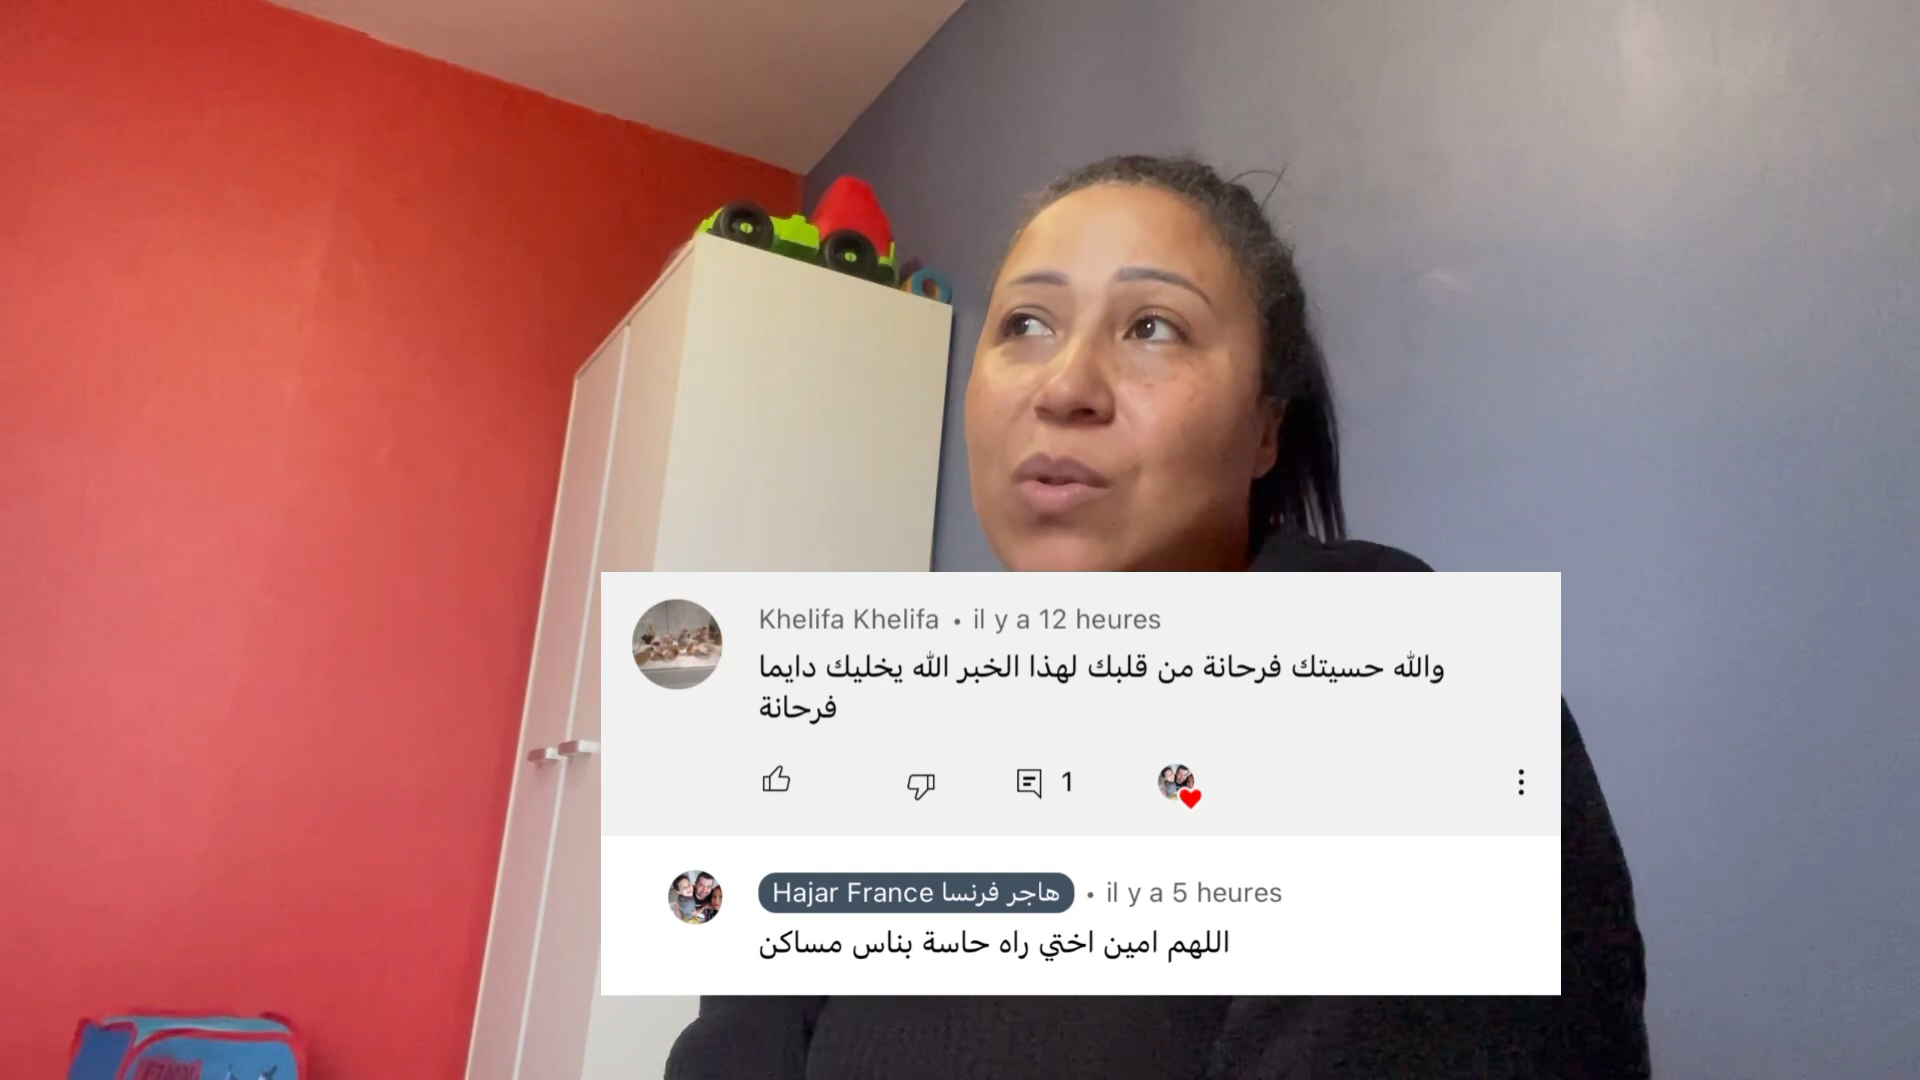 Khelifa Khelifa • il y a 12 heures
والله حسيتك فرحانة من قلبك لهذا الخبر الله يخليك دايما
فرحانة
1
Hajar France هاجر فرنسا • il y a 5 heures
اللهم امين اختي راه حاسة بناس مساكن